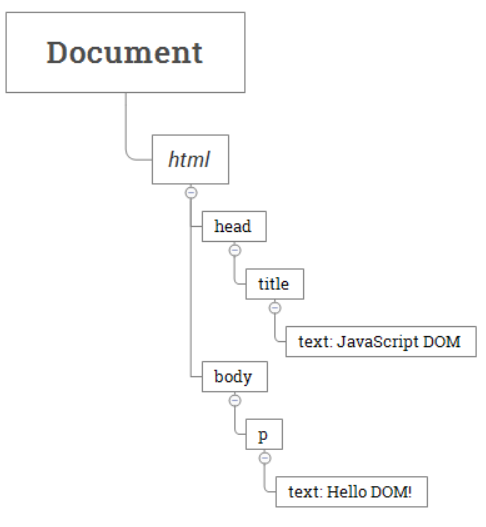 Document
html
head
title
text: JavaScript DOM
body
p
text: Hello DOM!